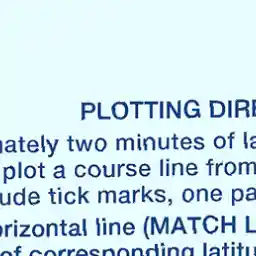 PLOTTING DIRE
nately two minutes of la
plot a course line from
ude tick marks, one pa
orizontal line (MATCH L
of corresponding latitu